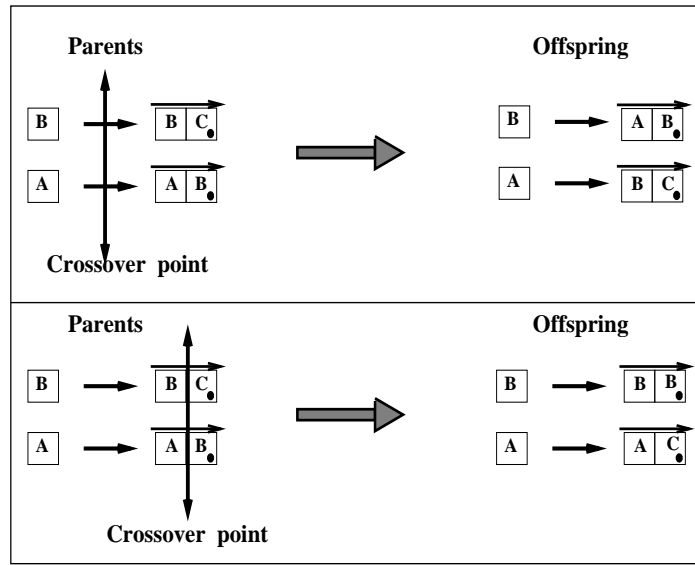 Parents Offspring
B B C B A B
A A B A B C
Crossover point
Parents Offspring
B B C B B B
A A B A A C
Crossover point